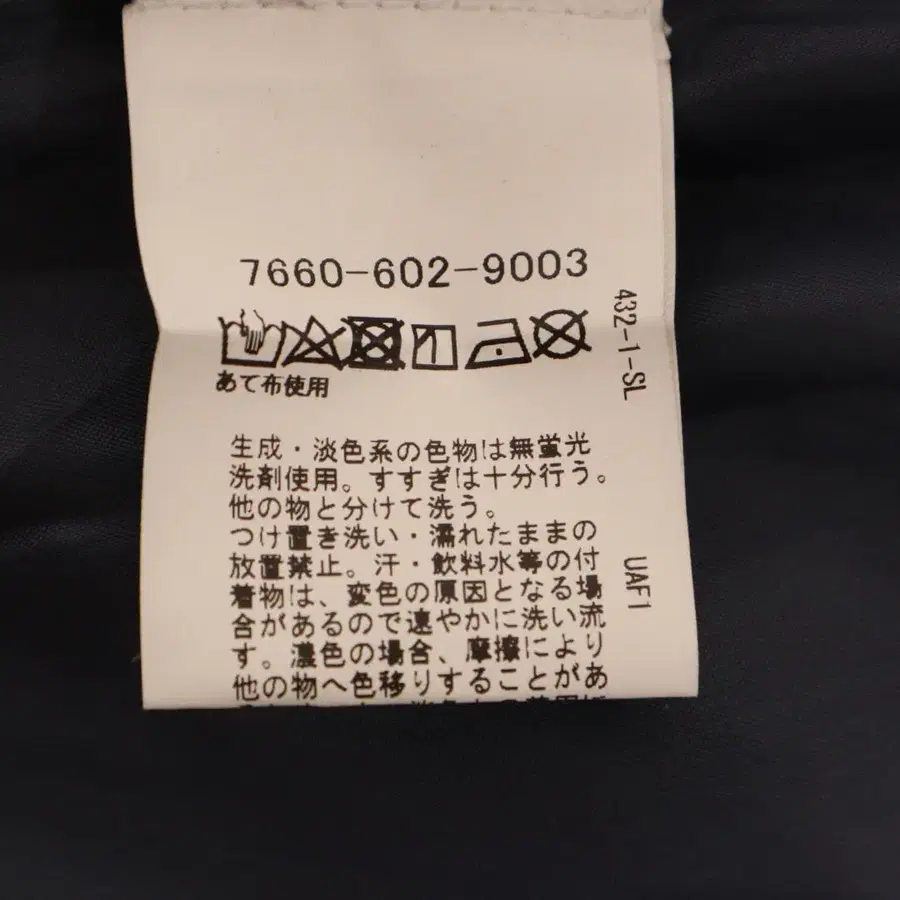 7660-602-9003
432-1-SL
あて布使用
生成・淡色系の色物は無蛍光
洗剤使用。すすぎは十分行う。
他の物と分けて洗う。
つけ置き洗い・濡れたままの
放置禁止。汗・飲料水等の付
着物は、変色の原因となる場
合があるので速やかに洗い流
す。濃色の場合、摩擦により
他の物へ色移りすることがあ
UAF1